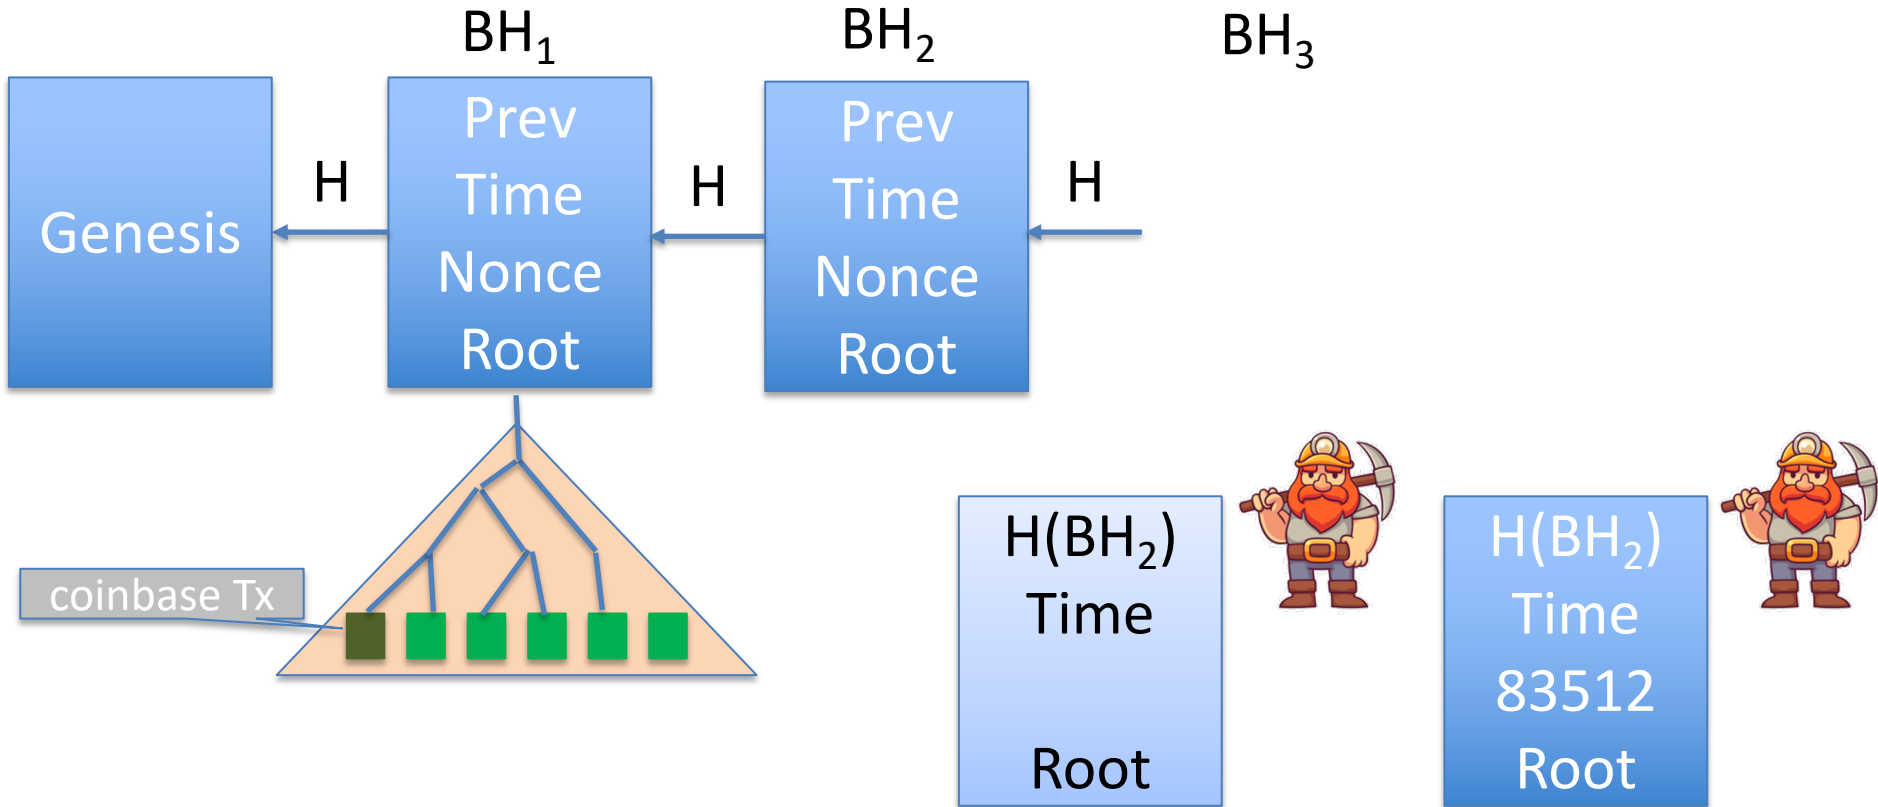 BH₁
BH₂
BH₃
Genesis
H
Prev
Time
Nonce
Root
H
Prev
Time
Nonce
Root
H
coinbase Tx
H(BH₂)
Time
Root
H(BH₂)
Time
83512
Root